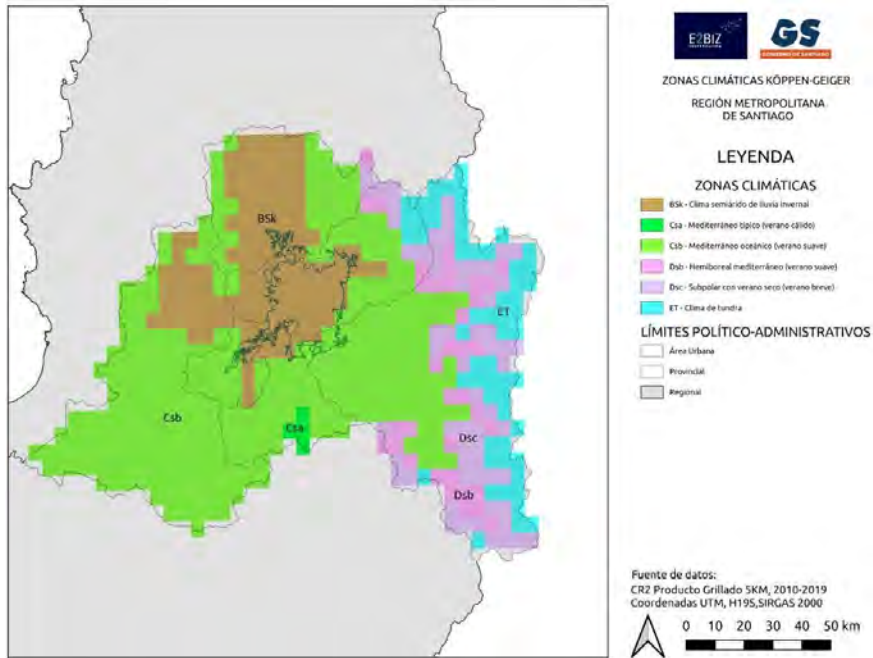 E2BIZ
GS
GOBIERNO DE SANTIAGO
ZONAS CLIMÁTICAS KÖPPEN-GEIGER
REGIÓN METROPOLITANA
DE SANTIAGO
LEYENDA
ZONAS CLIMÁTICAS
BSk - Clima semiárido de lluvia invernal
Csa - Mediterráneo típico (verano cálido)
Csb - Mediterráneo oceánico (verano suave)
Dsb - Hemiboreal mediterráneo (verano suave)
Dsc - Subpolar con verano seco (verano breve)
ET - Clima de tundra
LÍMITES POLÍTICO-ADMINISTRATIVOS
Área Urbana
Provincial
Regional
BSk
ET
Csb
Csa
Dsc
Dsb
Fuente de datos:
CR2 Producto Grillado 5KM, 2010-2019
Coordenadas UTM, H19S,SIRGAS 2000
0 10 20 30 40 50 km